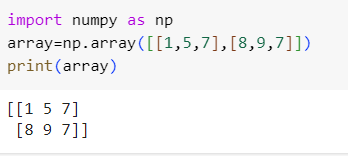 import numpy as np
array=np.array([[1,5,7],[8,9,7]])
print(array)
[[1 5 7]
 [8 9 7]]